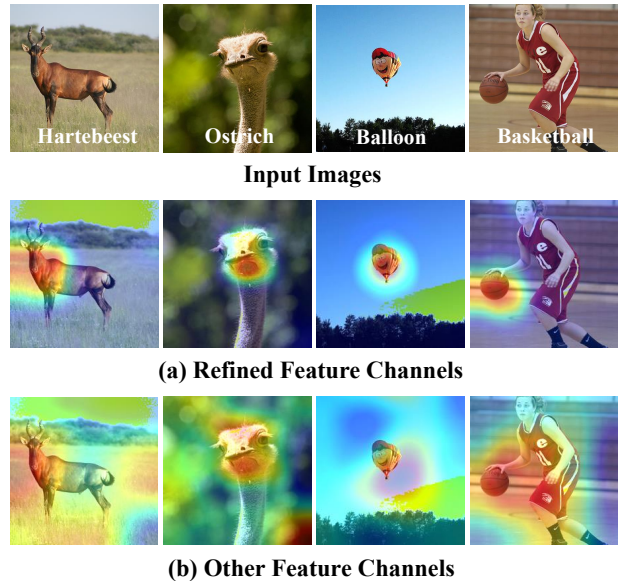 Hartebeest
Ostrich
Balloon
Basketball
Input Images
(a) Refined Feature Channels
(b) Other Feature Channels